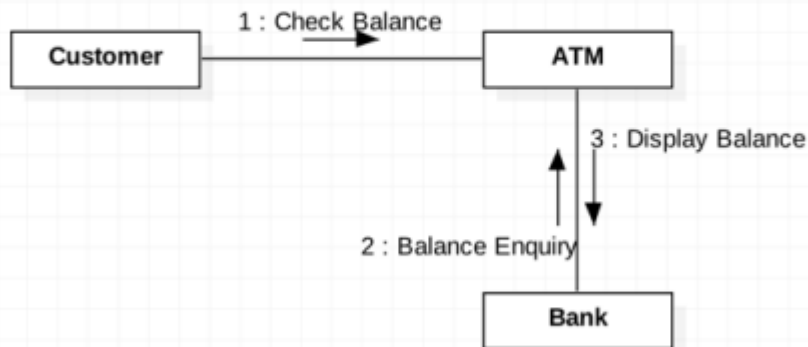 1 : Check Balance
Customer
ATM
3 : Display Balance
2 : Balance Enquiry
Bank